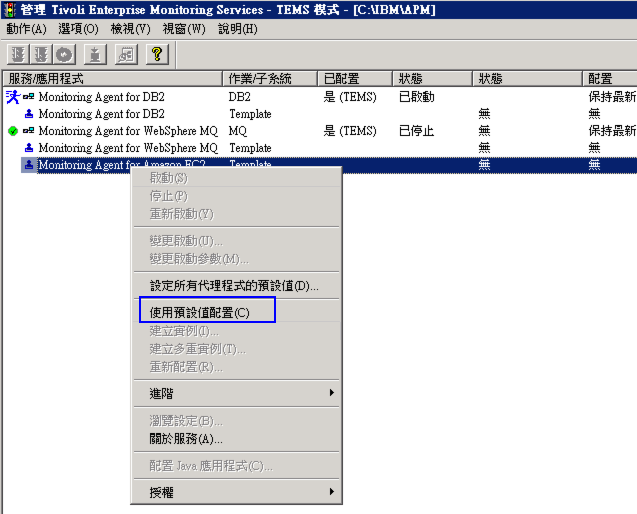 管理 Tivoli Enterprise Monitoring Services - TEMS 模式 - [C:\IBM\APM]
動作(A) 選項(O) 檢視(V) 視窗(W) 說明(H)
服務/應用程式 作業/子系統 已配置 狀態 狀態 配置
Monitoring Agent for DB2 DB2 是 (TEMS) 已啟動 保持最新
Monitoring Agent for DB2 Template 無 無
Monitoring Agent for WebSphere MQ MQ 是 (TEMS) 已停止 保持最新
Monitoring Agent for WebSphere MQ Template 無 無
Monitoring Agent for Amazon EC2 Template 無 無
啟動(S)
停止(P)
重新啟動(Y)
變更啟動(U)...
變更啟動參數(M)...
設定所有代理程式的預設值(D)...
使用預設值配置(C)
建立實例(I)...
建立多重實例(T)...
重新配置(R)...
進階
瀏覽設定(B)...
關於服務(A)...
配置 Java 應用程式(C)...
授權